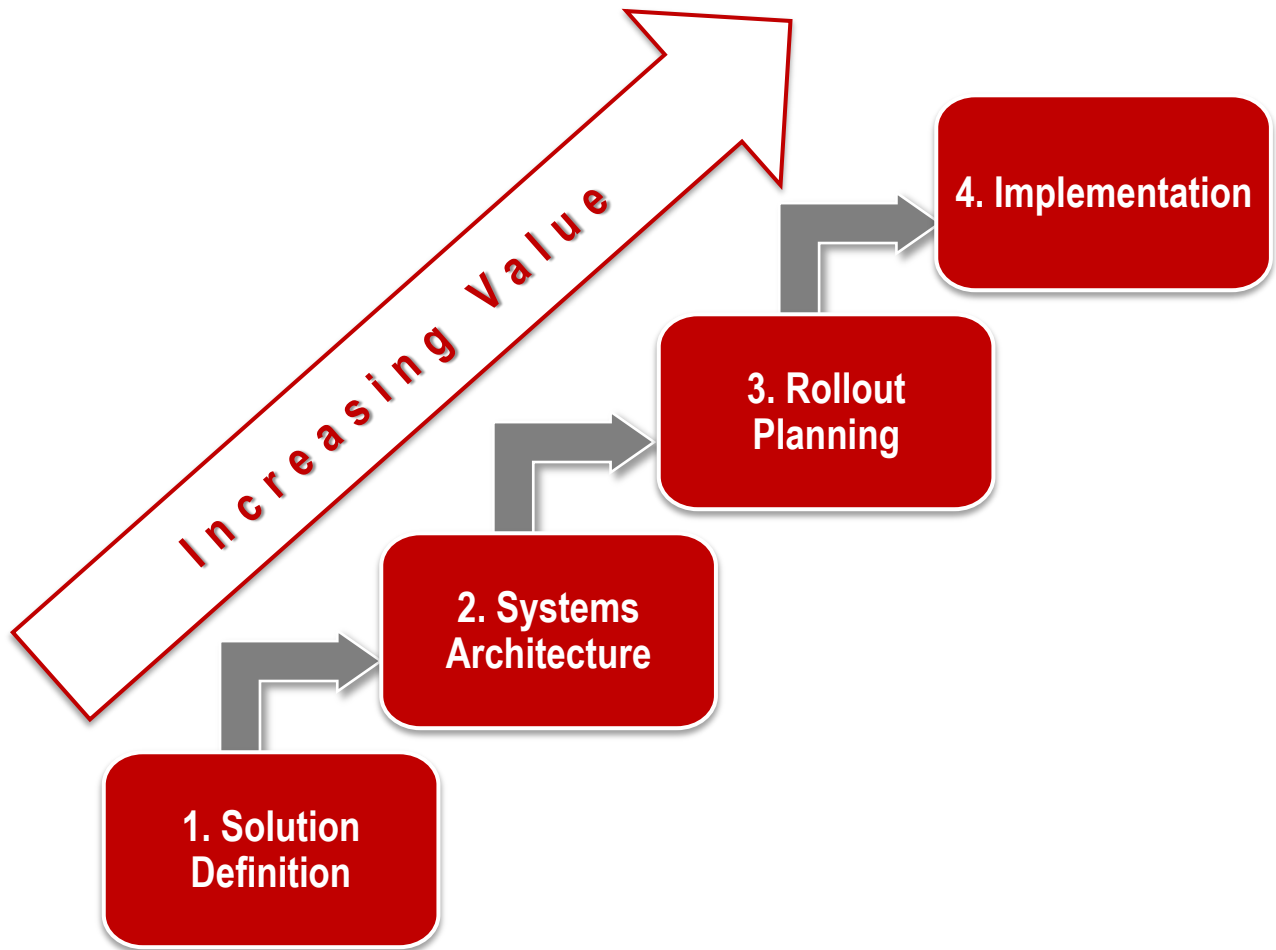 Increasing Value
4. Implementation
3. Rollout
Planning
2. Systems
Architecture
1. Solution
Definition